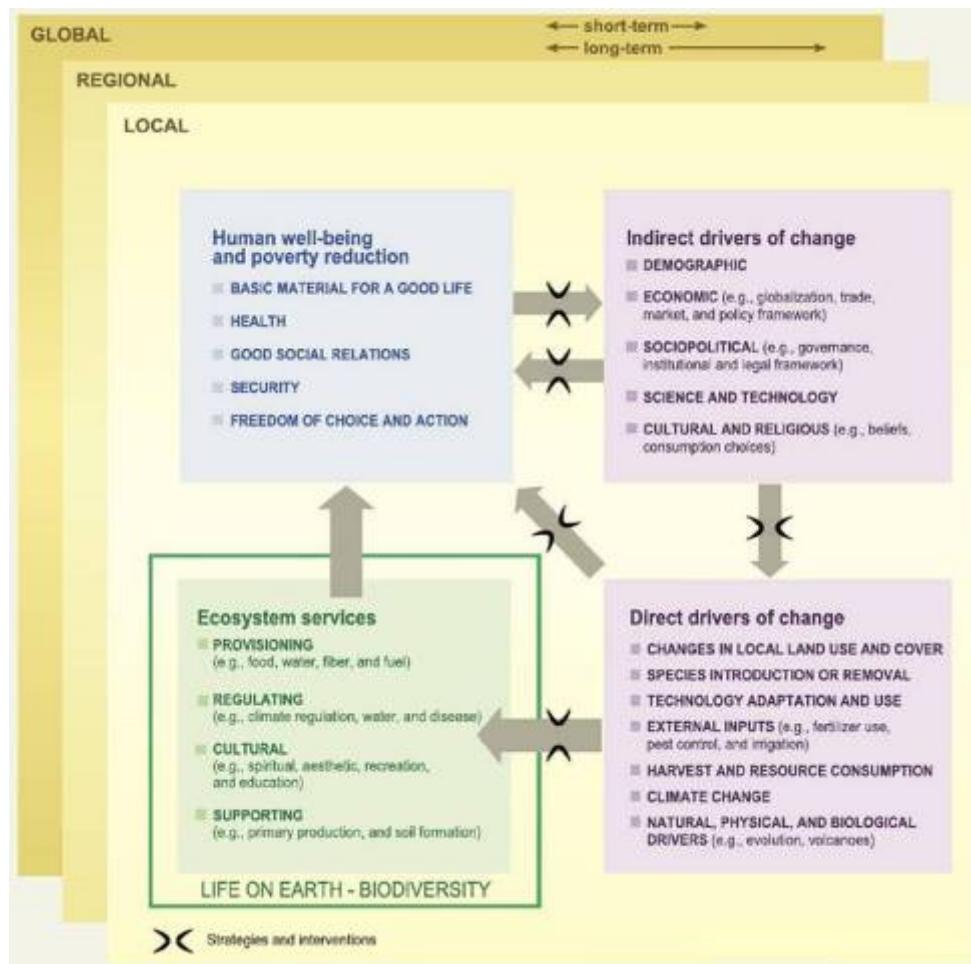 GLOBAL
short-term
long-term
REGIONAL
LOCAL
Human well-being
and poverty reduction
BASIC MATERIAL FOR A GOOD LIFE
HEALTH
GOOD SOCIAL RELATIONS
SECURITY
FREEDOM OF CHOICE AND ACTION
Indirect drivers of change
DEMOGRAPHIC
ECONOMIC (e.g., globalization, trade,
market, and policy framework)
SOCIOPOLITICAL (e.g., governance,
institutional and legal framework)
SCIENCE AND TECHNOLOGY
CULTURAL AND RELIGIOUS (e.g., beliefs,
consumption choices)
Ecosystem services
PROVISIONING
(e.g., food, water, fiber, and fuel)
REGULATING
(e.g., climate regulation, water, and disease)
CULTURAL
(e.g., spiritual, aesthetic, recreation,
and education)
SUPPORTING
(e.g., primary production, and soil formation)
LIFE ON EARTH - BIODIVERSITY
Direct drivers of change
CHANGES IN LOCAL LAND USE AND COVER
SPECIES INTRODUCTION OR REMOVAL
TECHNOLOGY ADAPTATION AND USE
EXTERNAL INPUTS (e.g., fertilizer use,
pest control, and irrigation)
HARVEST AND RESOURCE CONSUMPTION
CLIMATE CHANGE
NATURAL, PHYSICAL, AND BIOLOGICAL
DRIVERS (e.g., evolution, volcanoes)
Strategies and interventions